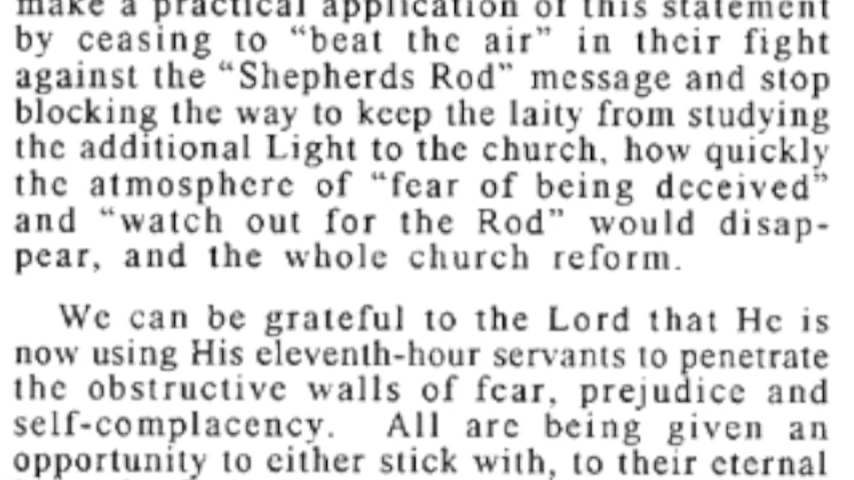 make a practical application of this statement
by ceasing to “beat the air” in their fight
against the “Shepherds Rod” message and stop
blocking the way to keep the laity from studying
the additional Light to the church, how quickly
the atmosphere of “fear of being deceived”
and “watch out for the Rod” would disap-
pear, and the whole church reform.
We can be grateful to the Lord that He is
now using His eleventh-hour servants to penetrate
the obstructive walls of fear, prejudice and
self-complacency. All are being given an
opportunity to either stick with, to their eternal